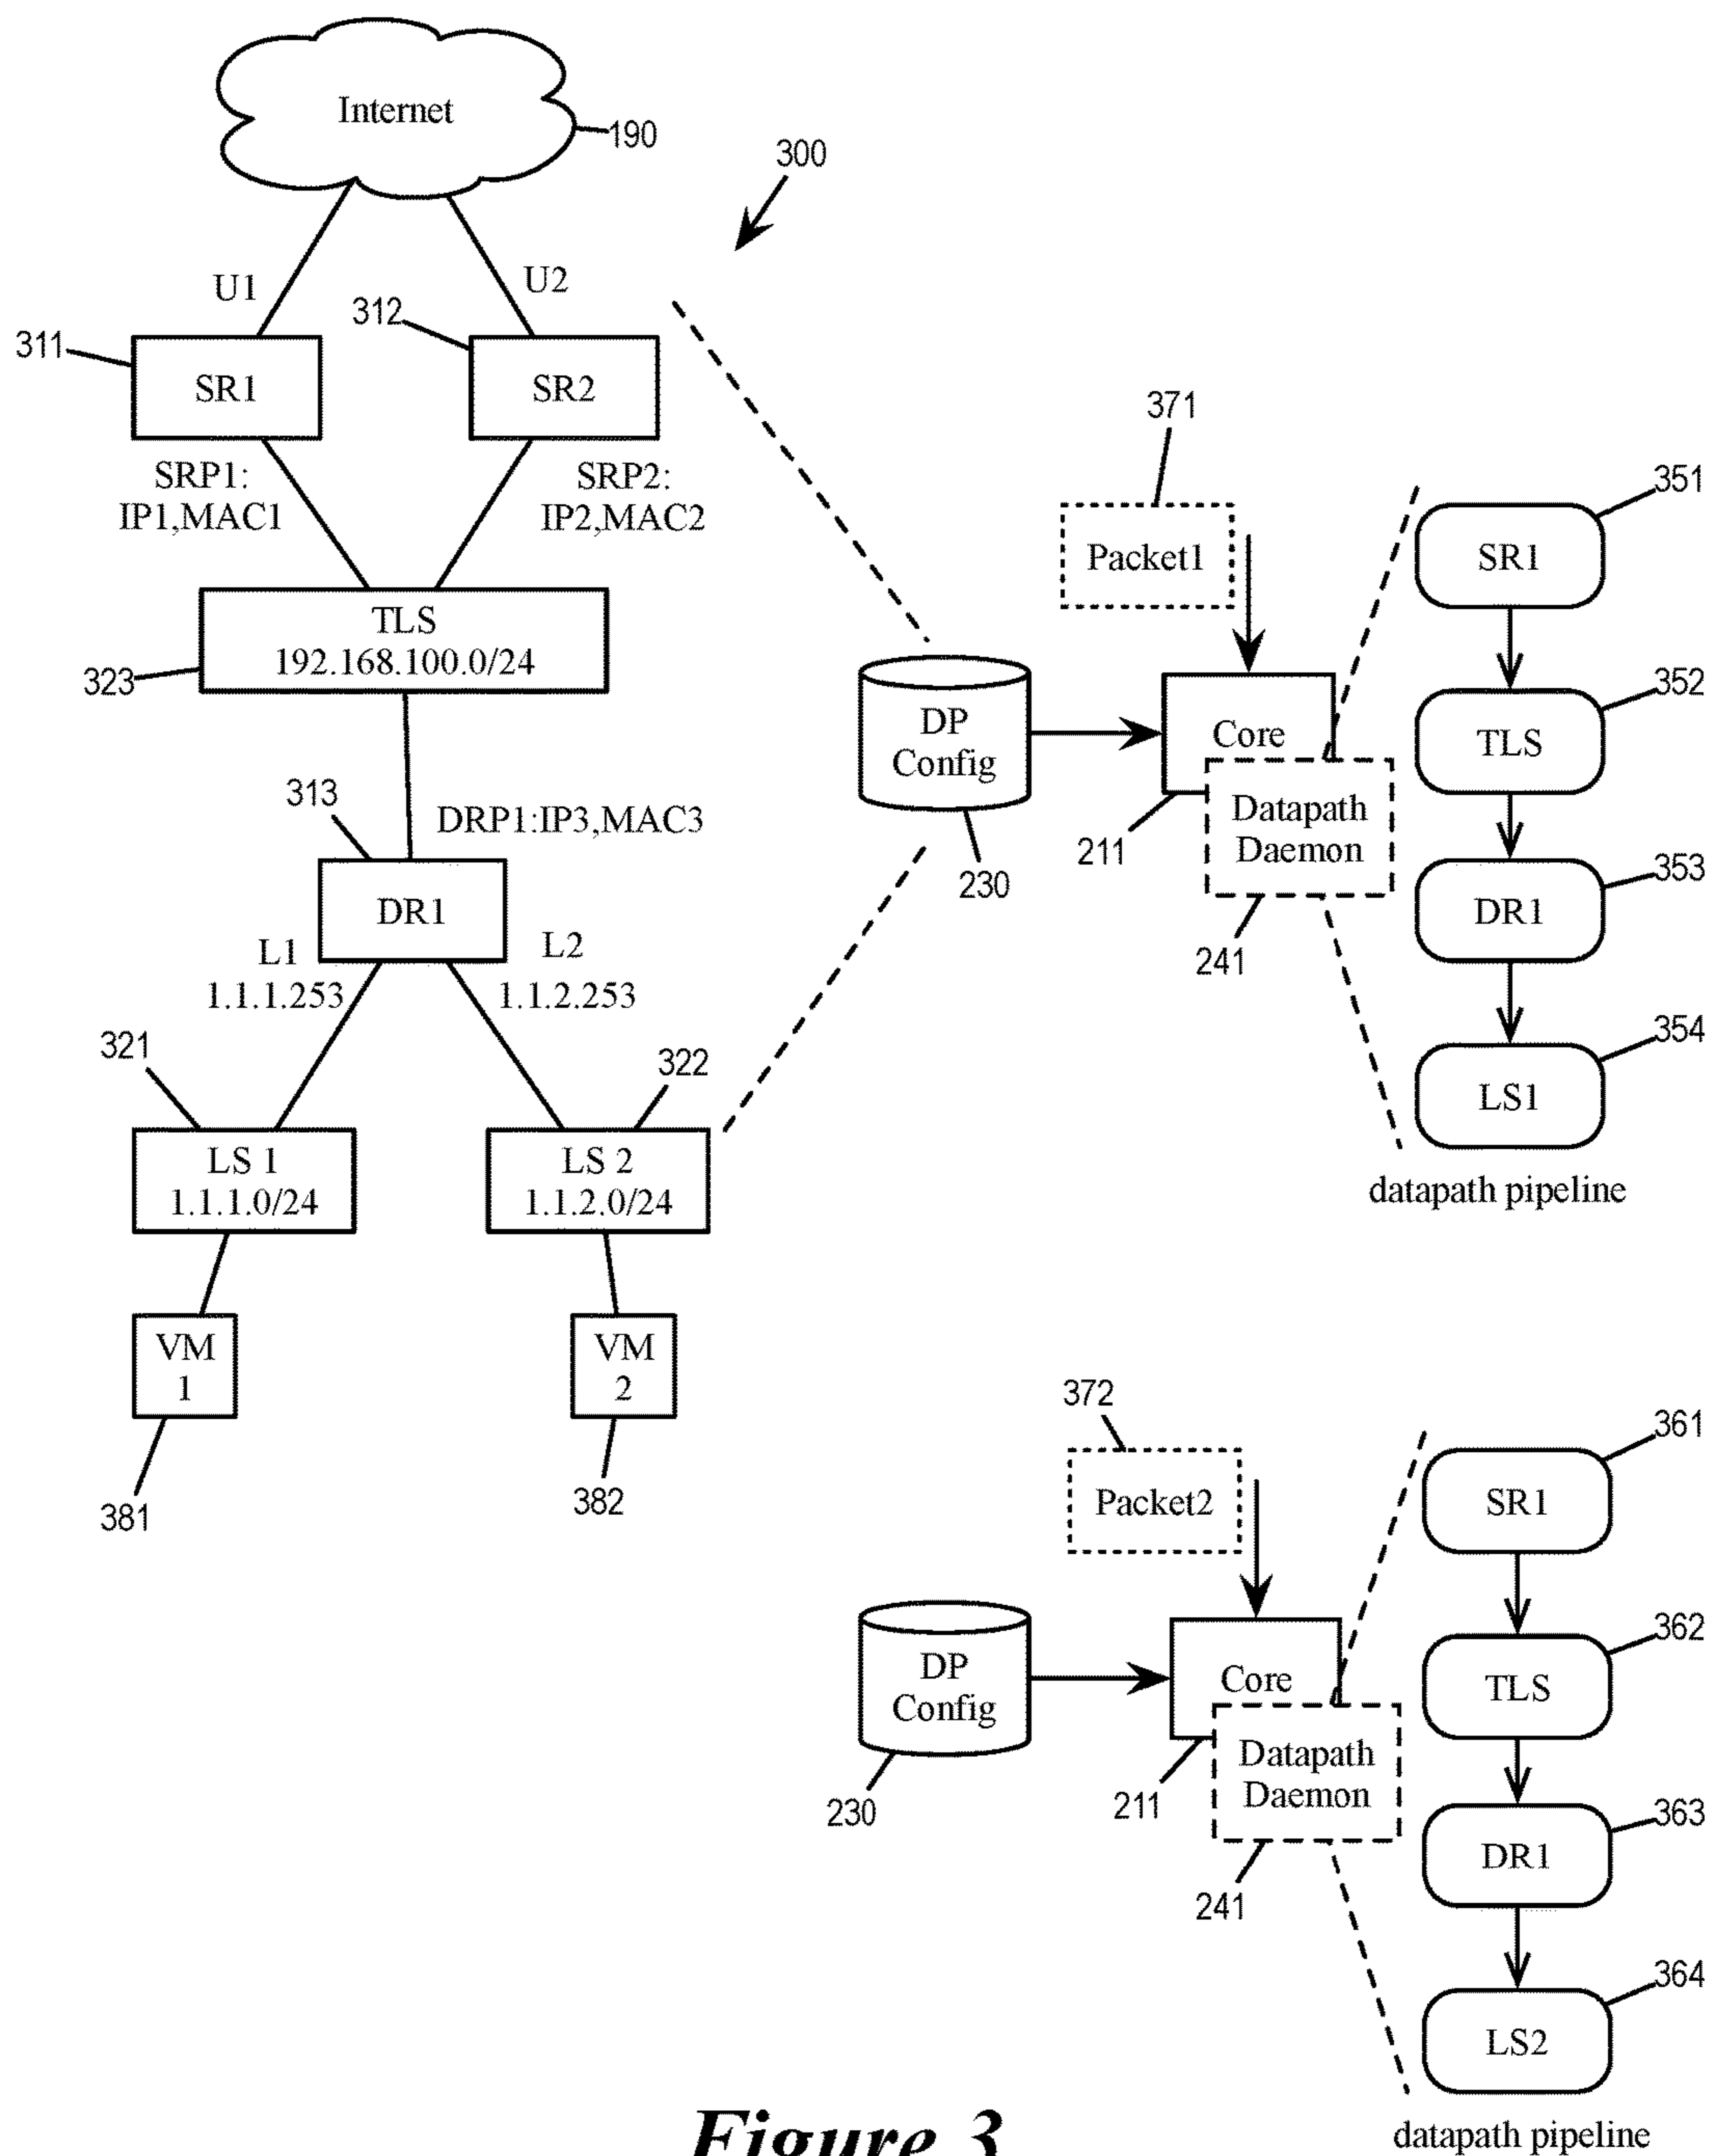 Internet
190
300
U1
U2
311
312
SR1
SR2
SRP1:
IP1,MAC1
SRP2:
IP2,MAC2
TLS
192.168.100.0/24
323
313
DRP1:IP3,MAC3
DR1
L1
1.1.1.253
L2
1.1.2.253
321
322
LS 1
1.1.1.0/24
LS 2
1.1.2.0/24
VM
1
VM
2
381
382
371
Packet1
DP
Config
230
Core
211
Datapath
Daemon
241
351
SR1
352
TLS
353
DR1
354
LS1
datapath pipeline
372
Packet2
DP
Config
230
Core
211
Datapath
Daemon
241
361
SR1
362
TLS
363
DR1
364
LS2
datapath pipeline
Figure 3